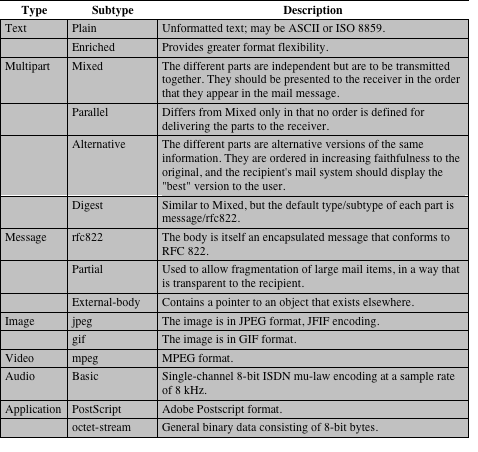 Type Subtype Description
Text Plain Unformatted text; may be ASCII or ISO 8859.
Enriched Provides greater format flexibility.
Multipart Mixed The different parts are independent but are to be transmitted
together. They should be presented to the receiver in the order
that they appear in the mail message.
Parallel Differs from Mixed only in that no order is defined for
delivering the parts to the receiver.
Alternative The different parts are alternative versions of the same
information. They are ordered in increasing faithfulness to the
original, and the recipient's mail system should display the
"best" version to the user.
Digest Similar to Mixed, but the default type/subtype of each part is
message/rfc822.
Message rfc822 The body is itself an encapsulated message that conforms to
RFC 822.
Partial Used to allow fragmentation of large mail items, in a way that
is transparent to the recipient.
External-body Contains a pointer to an object that exists elsewhere.
Image jpeg The image is in JPEG format, JFIF encoding.
gif The image is in GIF format.
Video mpeg MPEG format.
Audio Basic Single-channel 8-bit ISDN mu-law encoding at a sample rate
of 8 kHz.
Application PostScript Adobe Postscript format.
octet-stream General binary data consisting of 8-bit bytes.